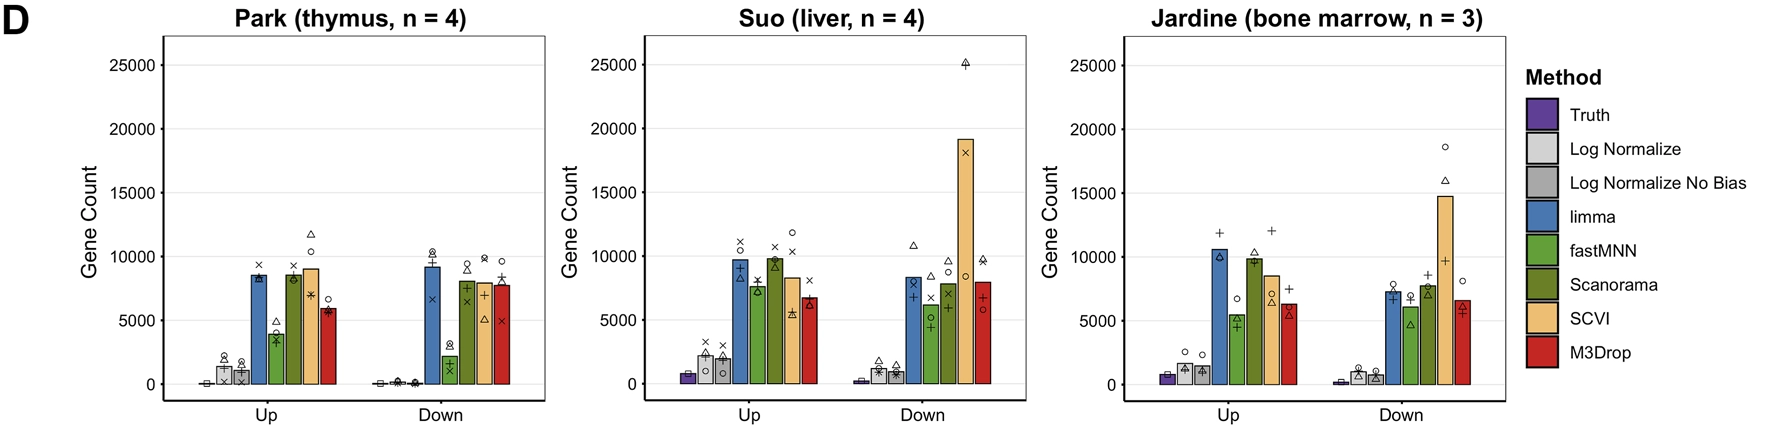 D
Park (thymus, n = 4)
Gene Count
25000
20000
15000
10000
5000
0
Up
Down
Suo (liver, n = 4)
Gene Count
25000
20000
15000
10000
5000
0
Up
Down
Jardine (bone marrow, n = 3)
Gene Count
25000
20000
15000
10000
5000
0
Up
Down
Method
Truth
Log Normalize
Log Normalize No Bias
limma
fastMNN
Scanorama
SCVI
M3Drop